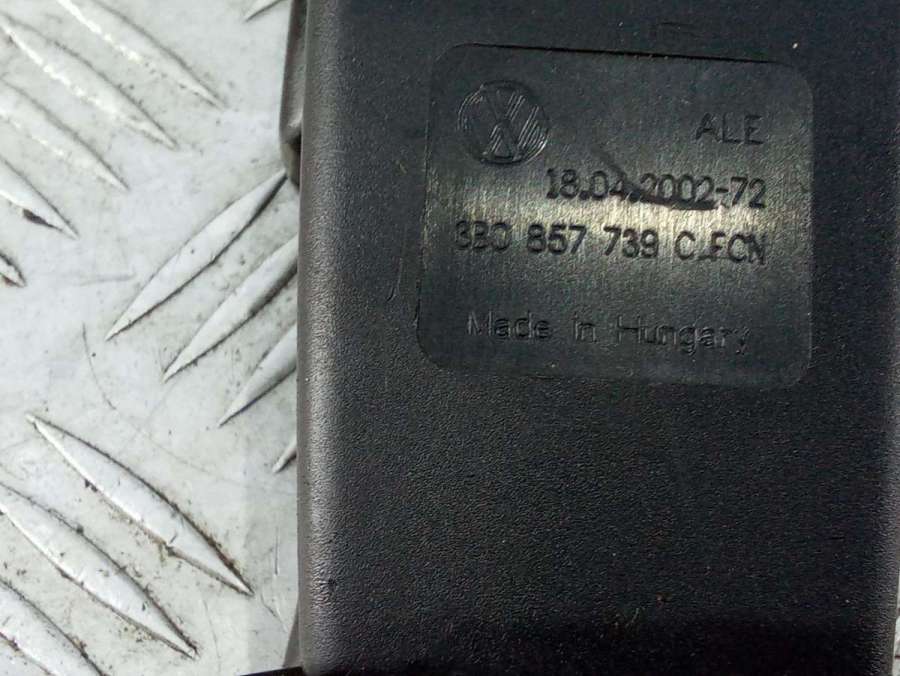 ALE
18.04.2002-72
3B0 857 739 C FCN
Made in Hungary